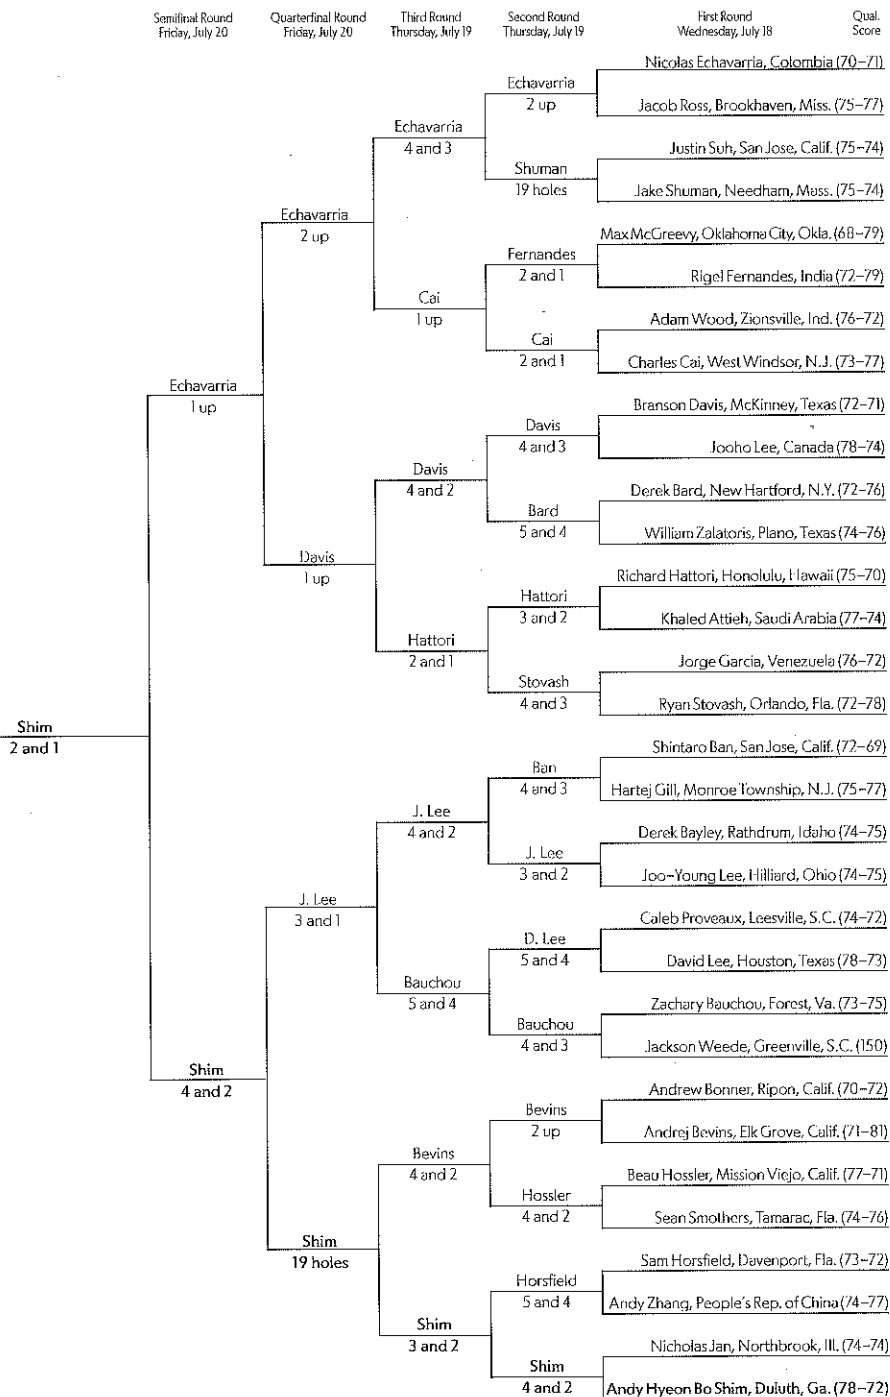 Semifinal Round
Friday, July 20
Quarterfinal Round
Friday, July 20
Third Round
Thursday, July 19
Second Round
Thursday, July 19
First Round
Wednesday, July 18
Qual.
Score
Nicolas Echavarria, Colombia (70-71)
Echavarria
2 up
Jacob Ross, Brookhaven, Miss. (75-77)
Echavarria
4 and 3
Justin Suh, San Jose, Calif. (75-74)
Shuman
19 holes
Jake Shuman, Needham, Mass. (75-74)
Echavarria
2 up
Max McGreevy, Oklahoma City, Okla. (68-79)
Fernandes
2 and 1
Rigel Fernandes, India (72-79)
Cai
1 up
Adam Wood, Zionsville, Ind. (76-72)
Cai
2 and 1
Charles Cai, West Windsor, N.J. (73-77)
Echavarria
1 up
Branson Davis, McKinney, Texas (72-71)
Davis
4 and 3
Jooho Lee, Canada (78-74)
Davis
4 and 2
Derek Bard, New Hartford, N.Y. (72-76)
Bard
5 and 4
William Zalatoris, Plano, Texas (74-76)
Davis
1 up
Richard Hattori, Honolulu, Hawaii (75-70)
Hattori
3 and 2
Khaled Attieh, Saudi Arabia (77-74)
Hattori
2 and 1
Jorge Garcia, Venezuela (76-72)
Stovash
4 and 3
Ryan Stovash, Orlando, Fla. (72-78)
Shim
2 and 1
Shintaro Ban, San Jose, Calif. (72-69)
Ban
4 and 3
Hartej Gill, Monroe Township, N.J. (75-77)
J. Lee
4 and 2
Derek Bayley, Rathdrum, Idaho (74-75)
J. Lee
3 and 2
Joo-Young Lee, Hilliard, Ohio (74-75)
J. Lee
3 and 1
Caleb Proveaux, Leesville, S.C. (74-72)
D. Lee
5 and 4
David Lee, Houston, Texas (78-73)
Bauchou
5 and 4
Zachary Bauchou, Forest, Va. (73-75)
Bauchou
4 and 3
Jackson Weede, Greenville, S.C. (150)
Shim
4 and 2
Andrew Bonner, Ripon, Calif. (70-72)
Bevins
2 up
Andrej Bevins, Elk Grove, Calif. (71-81)
Bevins
4 and 2
Beau Hossler, Mission Viejo, Calif. (77-71)
Hossler
4 and 2
Sean Smothers, Tamarac, Fla. (74-76)
Shim
19 holes
Sam Horsfield, Davenport, Fla. (73-72)
Horsfield
5 and 4
Andy Zhang, People's Rep. of China (74-77)
Shim
3 and 2
Nicholas Jan, Northbrook, Ill. (74-74)
Shim
4 and 2
Andy Hyeon Bo Shim, Duluth, Ga. (78-72)